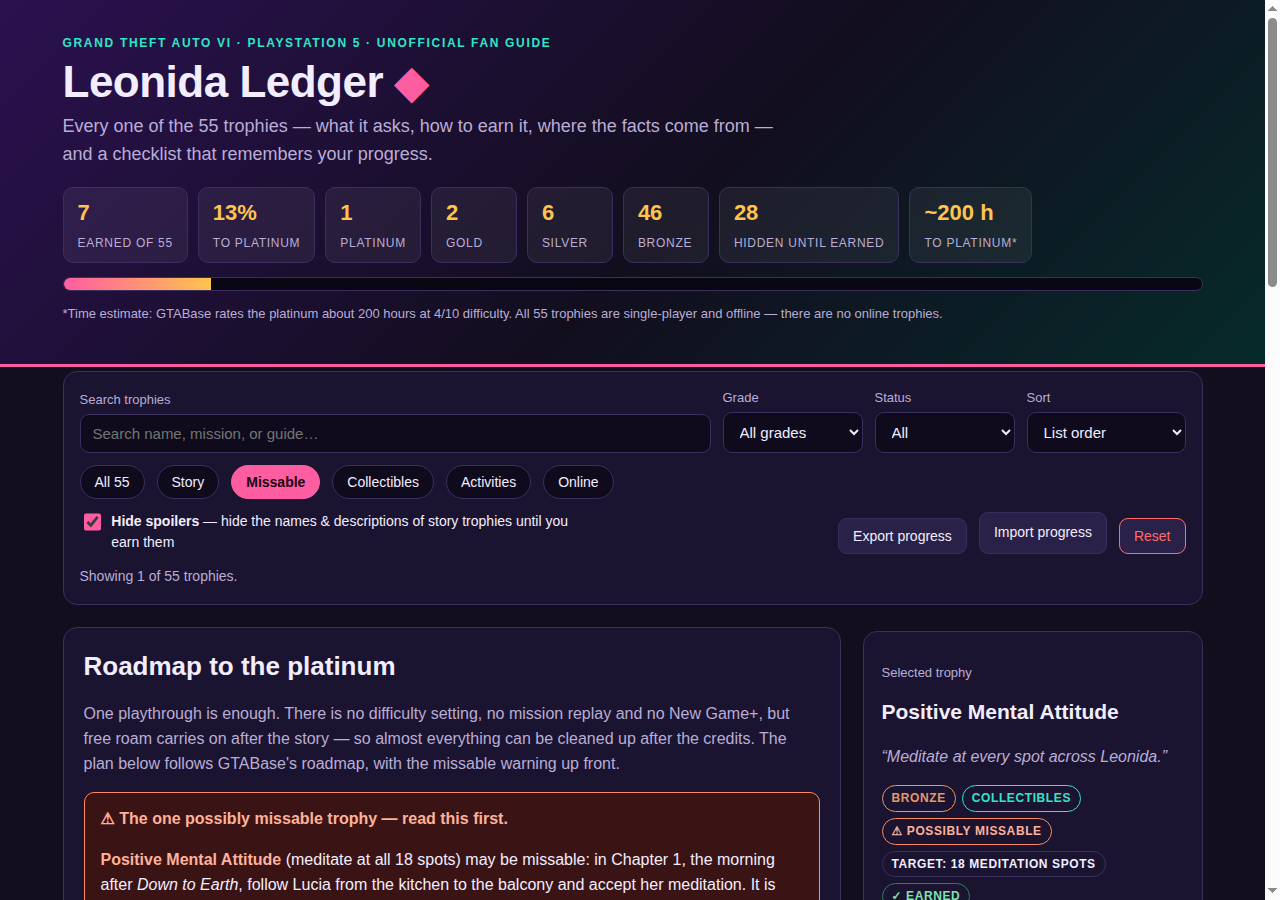 GRAND THEFT AUTO VI · PLAYSTATION 5 · UNOFFICIAL FAN GUIDE
Leonida Ledger
Every one of the 55 trophies — what it asks, how to earn it, where the facts come from —
and a checklist that remembers your progress.
7
EARNED OF 55
13%
TO PLATINUM
1
PLATINUM
2
GOLD
6
SILVER
46
BRONZE
28
HIDDEN UNTIL EARNED
~200 h
TO PLATINUM*
*Time estimate: GTABase rates the platinum about 200 hours at 4/10 difficulty. All 55 trophies are single-player and offline — there are no online trophies.
Search trophies
Search name, mission, or guide…
Grade
All grades
Status
All
Sort
List order
All 55
Story
Missable
Collectibles
Activities
Online
Hide spoilers — hide the names & descriptions of story trophies until you
earn them
Export progress
Import progress
Reset
Showing 1 of 55 trophies.
Roadmap to the platinum
One playthrough is enough. There is no difficulty setting, no mission replay and no New Game+, but
free roam carries on after the story — so almost everything can be cleaned up after the credits. The
plan below follows GTABase's roadmap, with the missable warning up front.
⚠ The one possibly missable trophy — read this first.
Positive Mental Attitude (meditate at all 18 spots) may be missable: in Chapter 1, the morning
after Down to Earth, follow Lucia from the kitchen to the balcony and accept her meditation. It is
Selected trophy
Positive Mental Attitude
“Meditate at every spot across Leonida.”
BRONZE
COLLECTIBLES
⚠ POSSIBLY MISSABLE
TARGET: 18 MEDITATION SPOTS
✓ EARNED